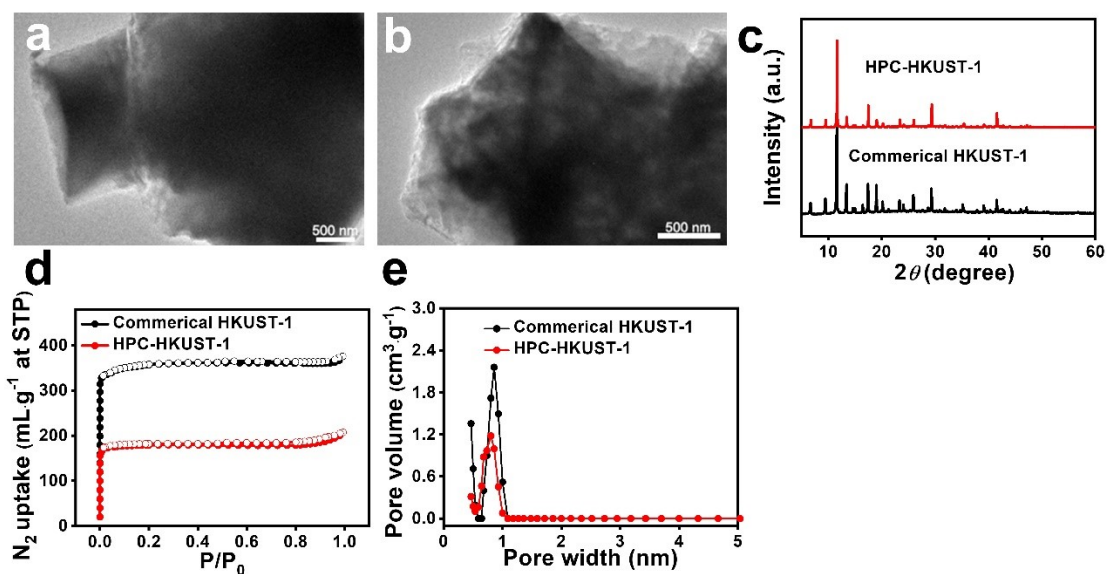 a
500 nm
b
500 nm
c
Intensity (a.u.)
HPC-HKUST-1
Commerical HKUST-1
10 20 30 40 50 60
2θ (degree)
d
N2 uptake (mL·g-1 at STP)
400
300
200
100
0
Commerical HKUST-1
HPC-HKUST-1
0.0 0.2 0.4 0.6 0.8 1.0
P/P0
e
Pore volume (cm3·g-1)
3.0
2.4
1.8
1.2
0.6
0.0
Commerical HKUST-1
HPC-HKUST-1
0 1 2 3 4 5
Pore width (nm)